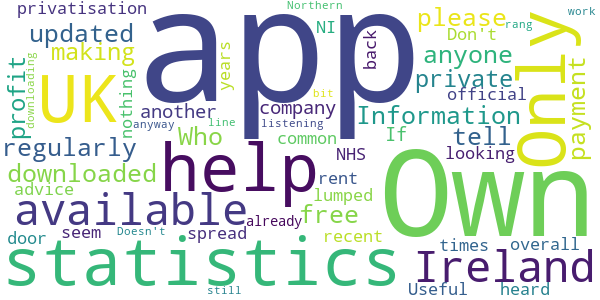 privatisation
Northern
updated
making
app
NI
back
please
rang
work
Don't
only
UK
years
anyone
private
profit
downloading
nothing
another
company
official
payment
anyway
line
listening
Information
Who
common
If
tell
regularly
help
NHS
looking
downloaded
advice
rent
Own
lumped
available
free
already
door
seem
Doesn't
spread
recent
times
overall
statistics
Ireland
still
Useful
heard
bit